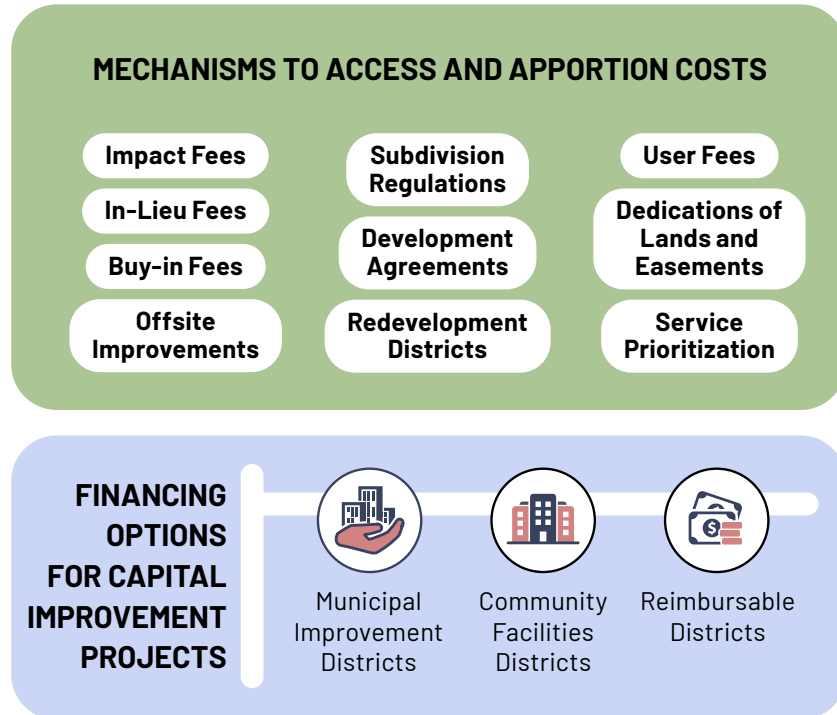 MECHANISMS TO ACCESS AND APPORTION COSTS
Impact Fees
In-Lieu Fees
Buy-in Fees
Offsite
Improvements
Subdivision
Regulations
Development
Agreements
Redevelopment
Districts
User Fees
Dedications of
Lands and
Easements
Service
Prioritization
FINANCING
OPTIONS
FOR CAPITAL
IMPROVEMENT
PROJECTS
Municipal
Improvement
Districts
Community
Facilities
Districts
$
Reimbursable
Districts